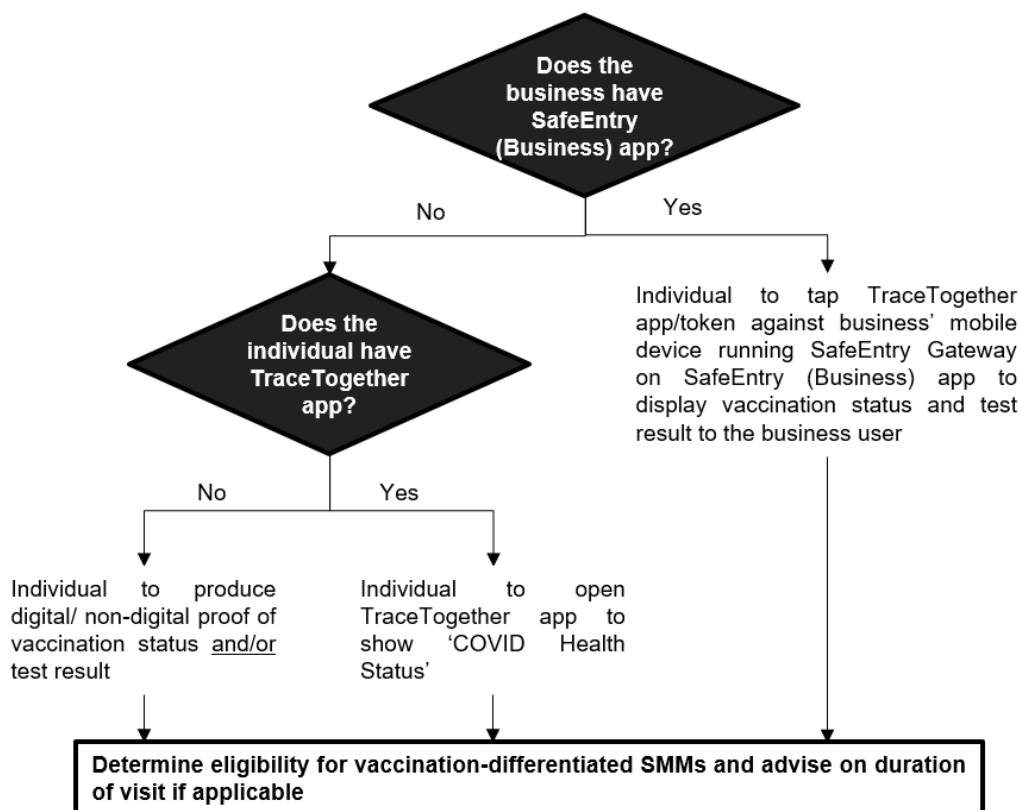 Does the
business have
SafeEntry
(Business) app?
No
Yes
Does the
individual have
TraceTogether
app?
Individual to tap TraceTogether
app/token against business’ mobile
device running SafeEntry Gateway
on SafeEntry (Business) app to
display vaccination status and test
result to the business user
No
Yes
Individual to produce
digital/ non-digital proof of
vaccination status and/or
test result
Individual to open
TraceTogether app to
show ‘COVID Health
Status’
Determine eligibility for vaccination-differentiated SMMs and advise on duration
of visit if applicable